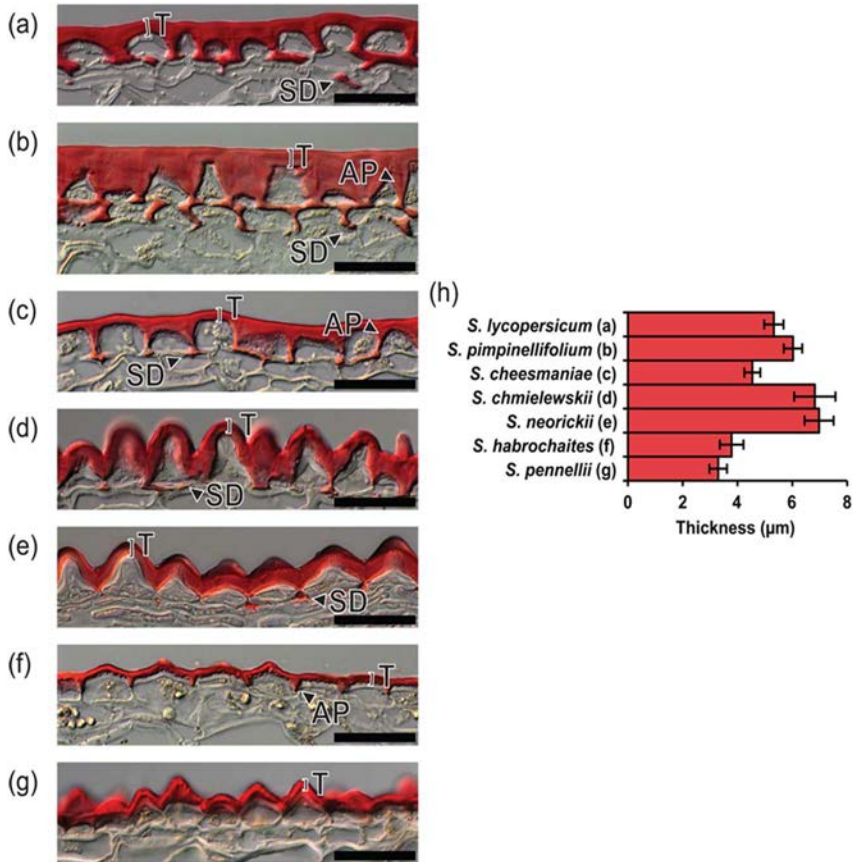 (a)
T
SD
(b)
T
AP
SD
(c)
T
AP
SD
(d)
T
SD
(e)
T
SD
(f)
T
AP
(g)
T
(h)
S. lycopersicum (a)
S. pimpinellifolium (b)
S. cheesmaniae (c)
S. chmielewskii (d)
S. neorickii (e)
S. habrochaites (f)
S. pennellii (g)
0 2 4 6 8
Thickness (µm)